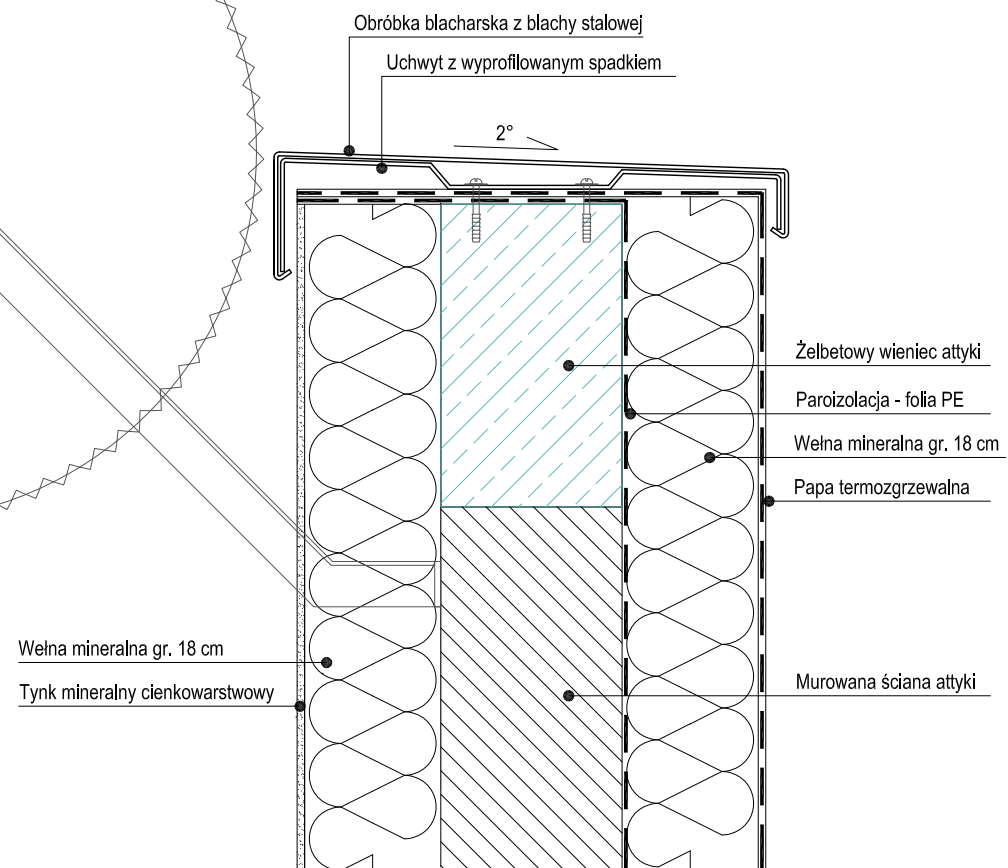 Obróbka blacharska z blachy stalowej
Uchwyt z wyprofilowanym spadkiem
2°
Żelbetowy wieniec attyki
Paroizolacja - folia PE
Wełna mineralna gr. 18 cm
Papa termozgrzewalna
Wełna mineralna gr. 18 cm
Tynk mineralny cienkowarstwowy
Murowana ściana attyki